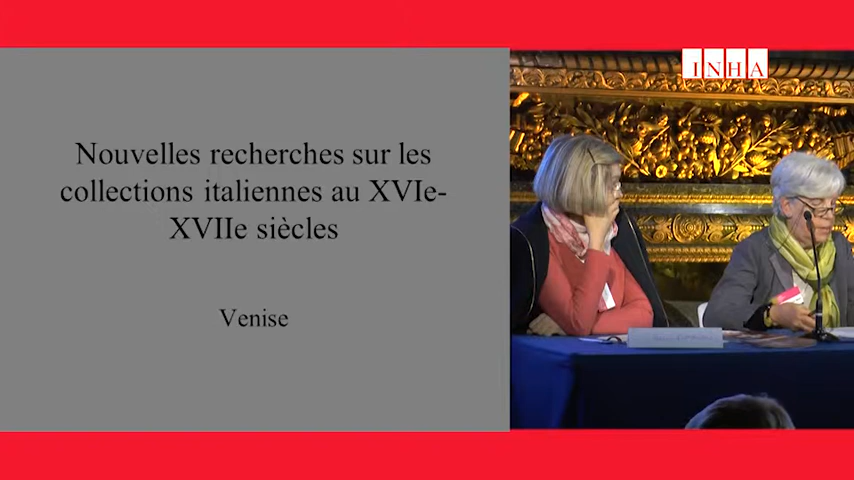 INHA
Nouvelles recherches sur les
collections italiennes au XVIe-
XVIIe siècles
Venise